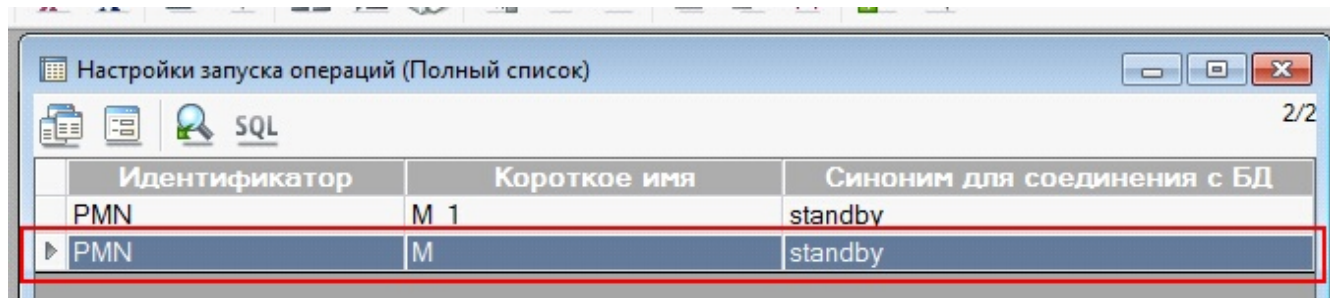 Настройки запуска операций (Полный список)
SQL
2/2
Идентификатор Короткое имя Синоним для соединения с БД
PMN M_1 standby
PMN M standby